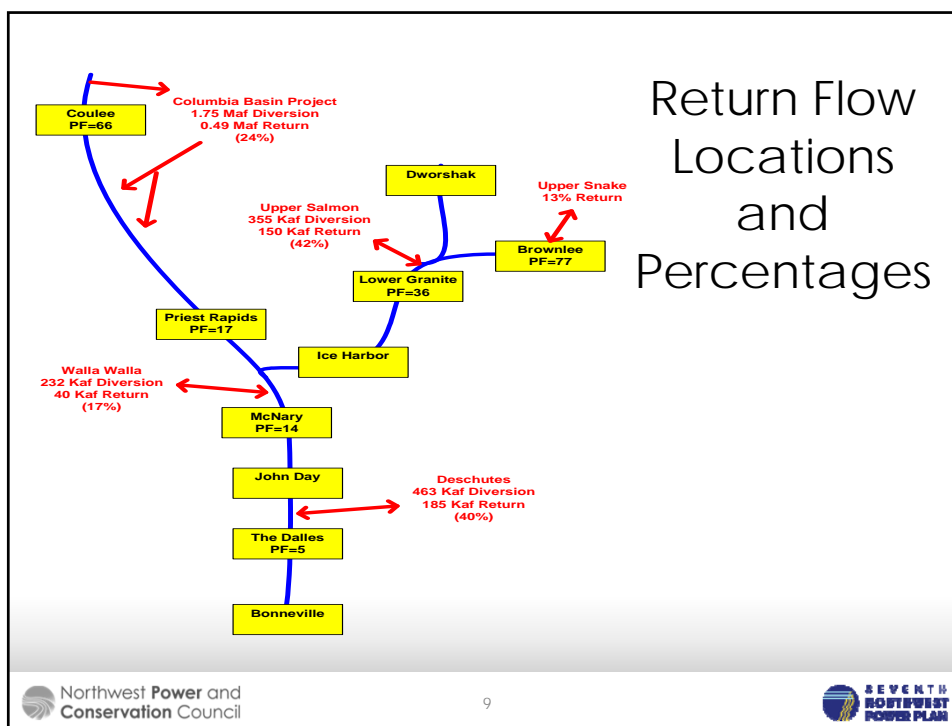 Return Flow
Locations
and
Percentages
Columbia Basin Project
1.75 Maf Diversion
0.49 Maf Return
(24%)
Coulee
PF=66
Dworshak
Upper Snake
13% Return
Upper Salmon
355 Kaf Diversion
150 Kaf Return
(42%)
Brownlee
PF=77
Lower Granite
PF=36
Priest Rapids
PF=17
Ice Harbor
Walla Walla
232 Kaf Diversion
40 Kaf Return
(17%)
McNary
PF=14
John Day
Deschutes
463 Kaf Diversion
185 Kaf Return
(40%)
The Dalles
PF=5
Bonneville
Northwest Power and
Conservation Council
9
SEVENTH
NORTHWEST
POWER PLAN